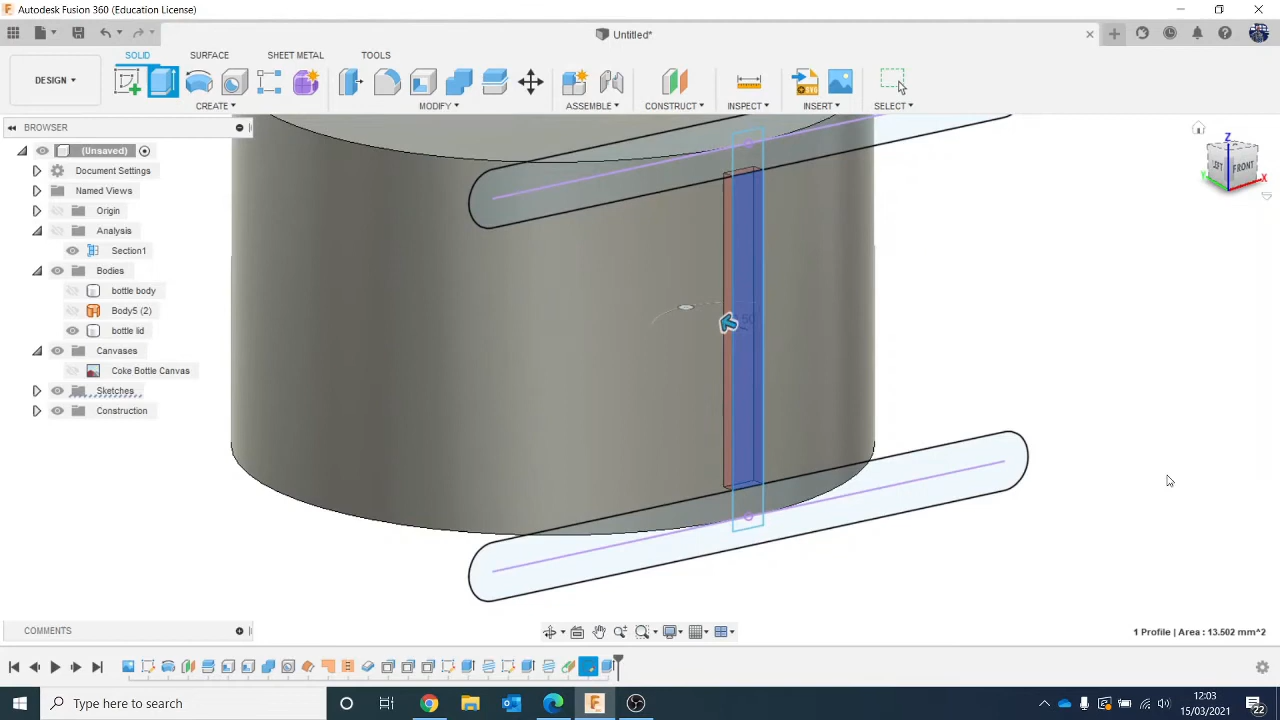 Autodesk Fusion 360 (Education License)
Untitled*
SOLID SURFACE SHEET METAL TOOLS
DESIGN
CREATE MODIFY ASSEMBLE CONSTRUCT INSPECT INSERT SELECT
BROWSER
(Unsaved)
Document Settings
Named Views
Origin
Analysis
Section1
Bodies
bottle body
Body5 (2)
bottle lid
Canvases
Coke Bottle Canvas
Sketches
Construction
Z
LEFT FRONT
Y X
COMMENTS
1 Profile | Area : 13.502 mm^2
Type here to search
12:03
15/03/2021
22